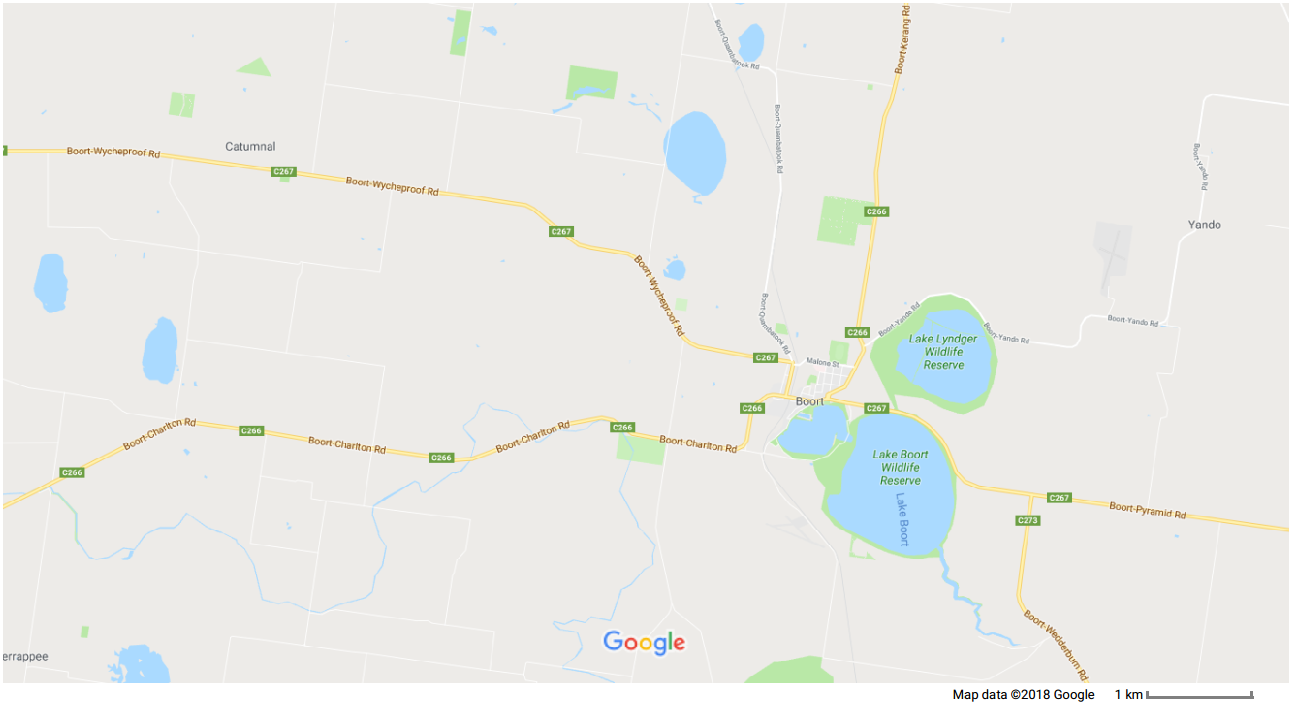 Boort-Kerang Rd
Boort-Quambatook Rd
Boort-Quambatook Rd
Boort-Wycheproof Rd
Catumnal
C267
Boort-Wycheproof Rd
Boort-Yando Rd
C266
Yando
C267
Boort-Wycheproof Rd
Boort-Quambatook Rd
Boort-Yando Rd
Boort-Yando Rd
Boort-Yando Rd
C266
Lake Lyndger
Wildlife
Reserve
C267
Malone St
Boort
C266
C267
Boort-Charlton Rd
C266
Boort-Charlton Rd
C266
Boort-Charlton Rd
C266
Boort-Charlton Rd
C266
Lake Boort
Wildlife
Reserve
Lake Boort
C267
Boort-Pyramid Rd
C273
Boort-Wedderburn Rd
Google
errappee
Map data ©2018 Google 1 km